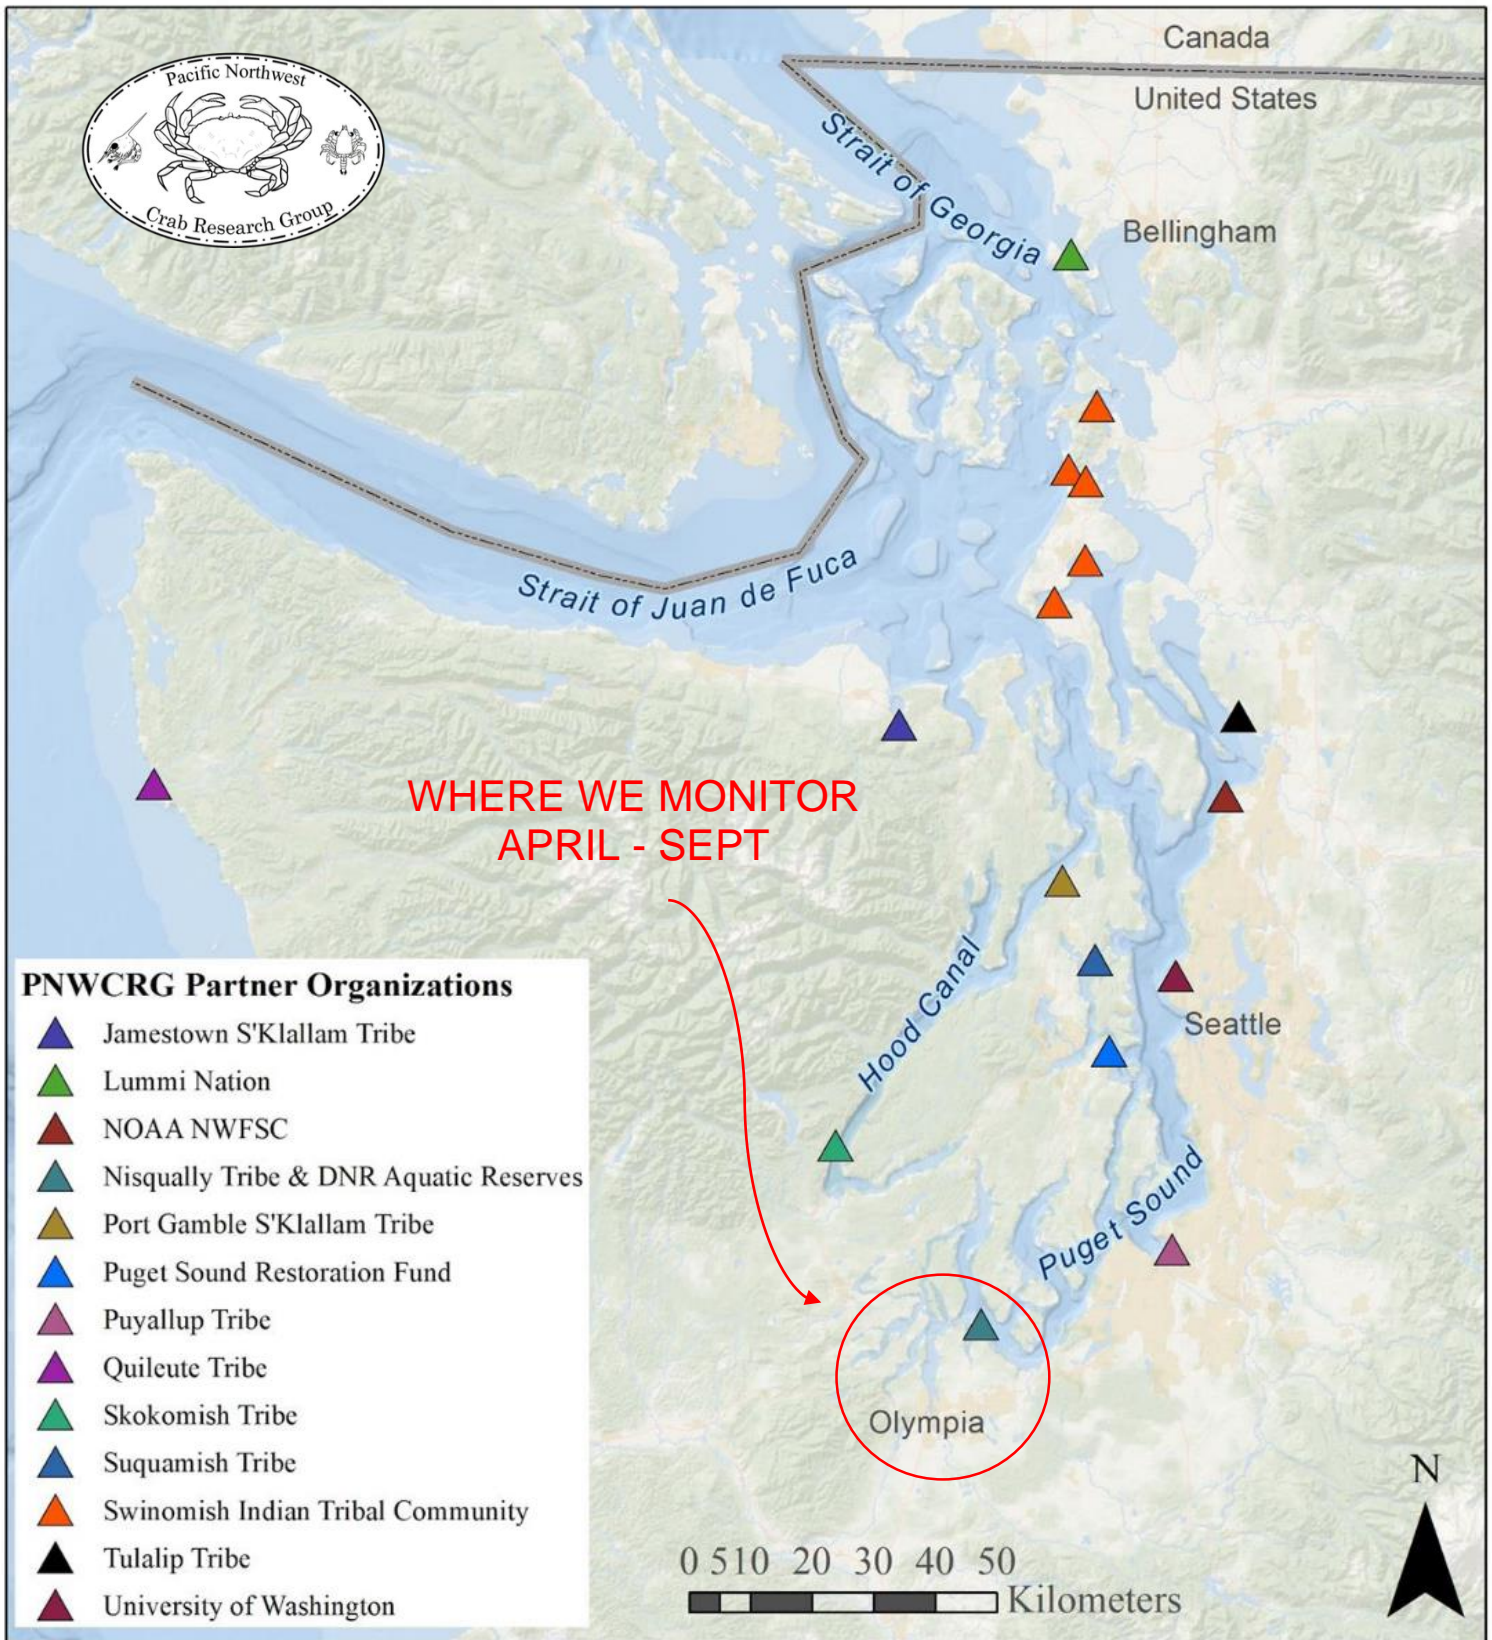 Pacific Northwest
Crab Research Group
Canada
United States
Strait of Georgia
Bellingham
Strait of Juan de Fuca
WHERE WE MONITOR
APRIL - SEPT
Hood Canal
Seattle
Puget Sound
Olympia
PNWCRG Partner Organizations
Jamestown S'Klallam Tribe
Lummi Nation
NOAA NWFSC
Nisqually Tribe & DNR Aquatic Reserves
Port Gamble S'Klallam Tribe
Puget Sound Restoration Fund
Puyallup Tribe
Quileute Tribe
Skokomish Tribe
Suquamish Tribe
Swinomish Indian Tribal Community
Tulalip Tribe
University of Washington
0 5 10 20 30 40 50
Kilometers
N